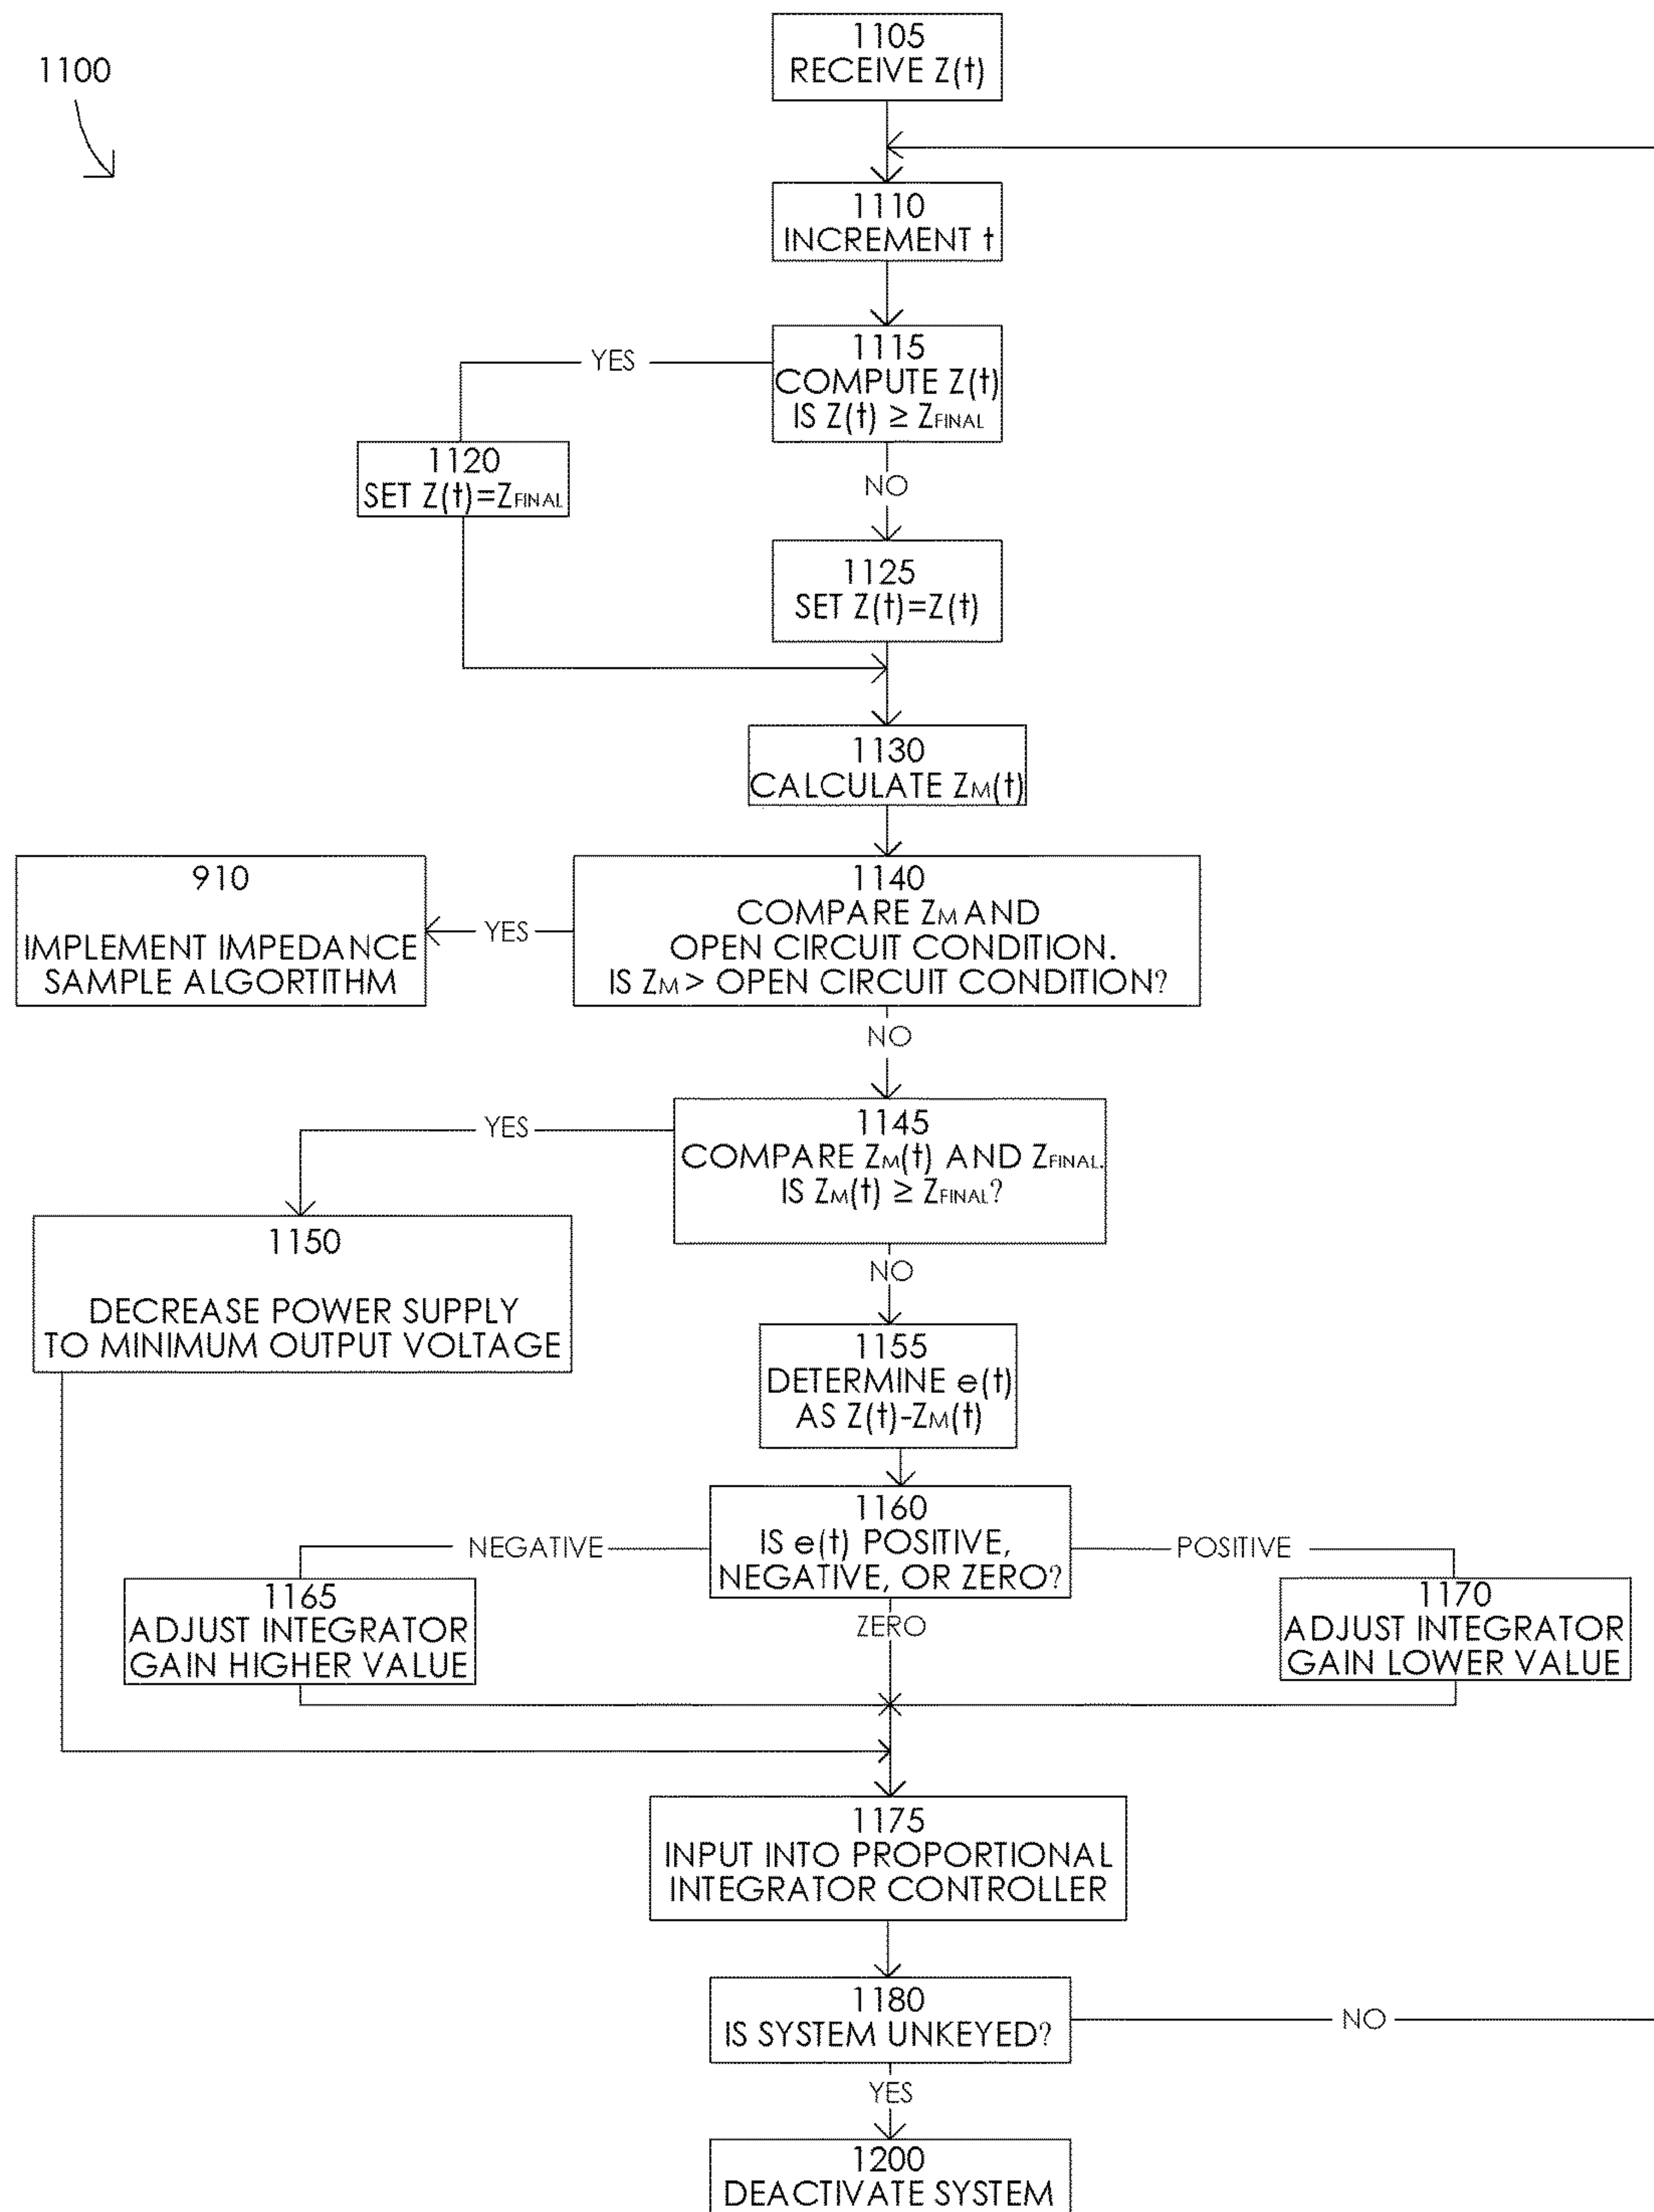 1100
1105
RECEIVE Z(t)
1110
INCREMENT t
1115
COMPUTE Z(t)
IS Z(t) ≥ ZFINAL
YES
1120
SET Z(t)=ZFINAL
NO
1125
SET Z(t)=Z(t)
1130
CALCULATE ZM(t)
1140
COMPARE ZM AND
OPEN CIRCUIT CONDITION.
IS ZM > OPEN CIRCUIT CONDITION?
YES
910
IMPLEMENT IMPEDANCE
SAMPLE ALGORTITHM
NO
1145
COMPARE ZM(t) AND ZFINAL.
IS ZM(t) ≥ ZFINAL?
YES
1150
DECREASE POWER SUPPLY
TO MINIMUM OUTPUT VOLTAGE
NO
1155
DETERMINE e(t)
AS Z(t)-ZM(t)
1160
IS e(t) POSITIVE,
NEGATIVE, OR ZERO?
NEGATIVE
POSITIVE
1165
ADJUST INTEGRATOR
GAIN HIGHER VALUE
ZERO
1170
ADJUST INTEGRATOR
GAIN LOWER VALUE
1175
INPUT INTO PROPORTIONAL
INTEGRATOR CONTROLLER
1180
IS SYSTEM UNKEYED?
NO
YES
1200
DEACTIVATE SYSTEM